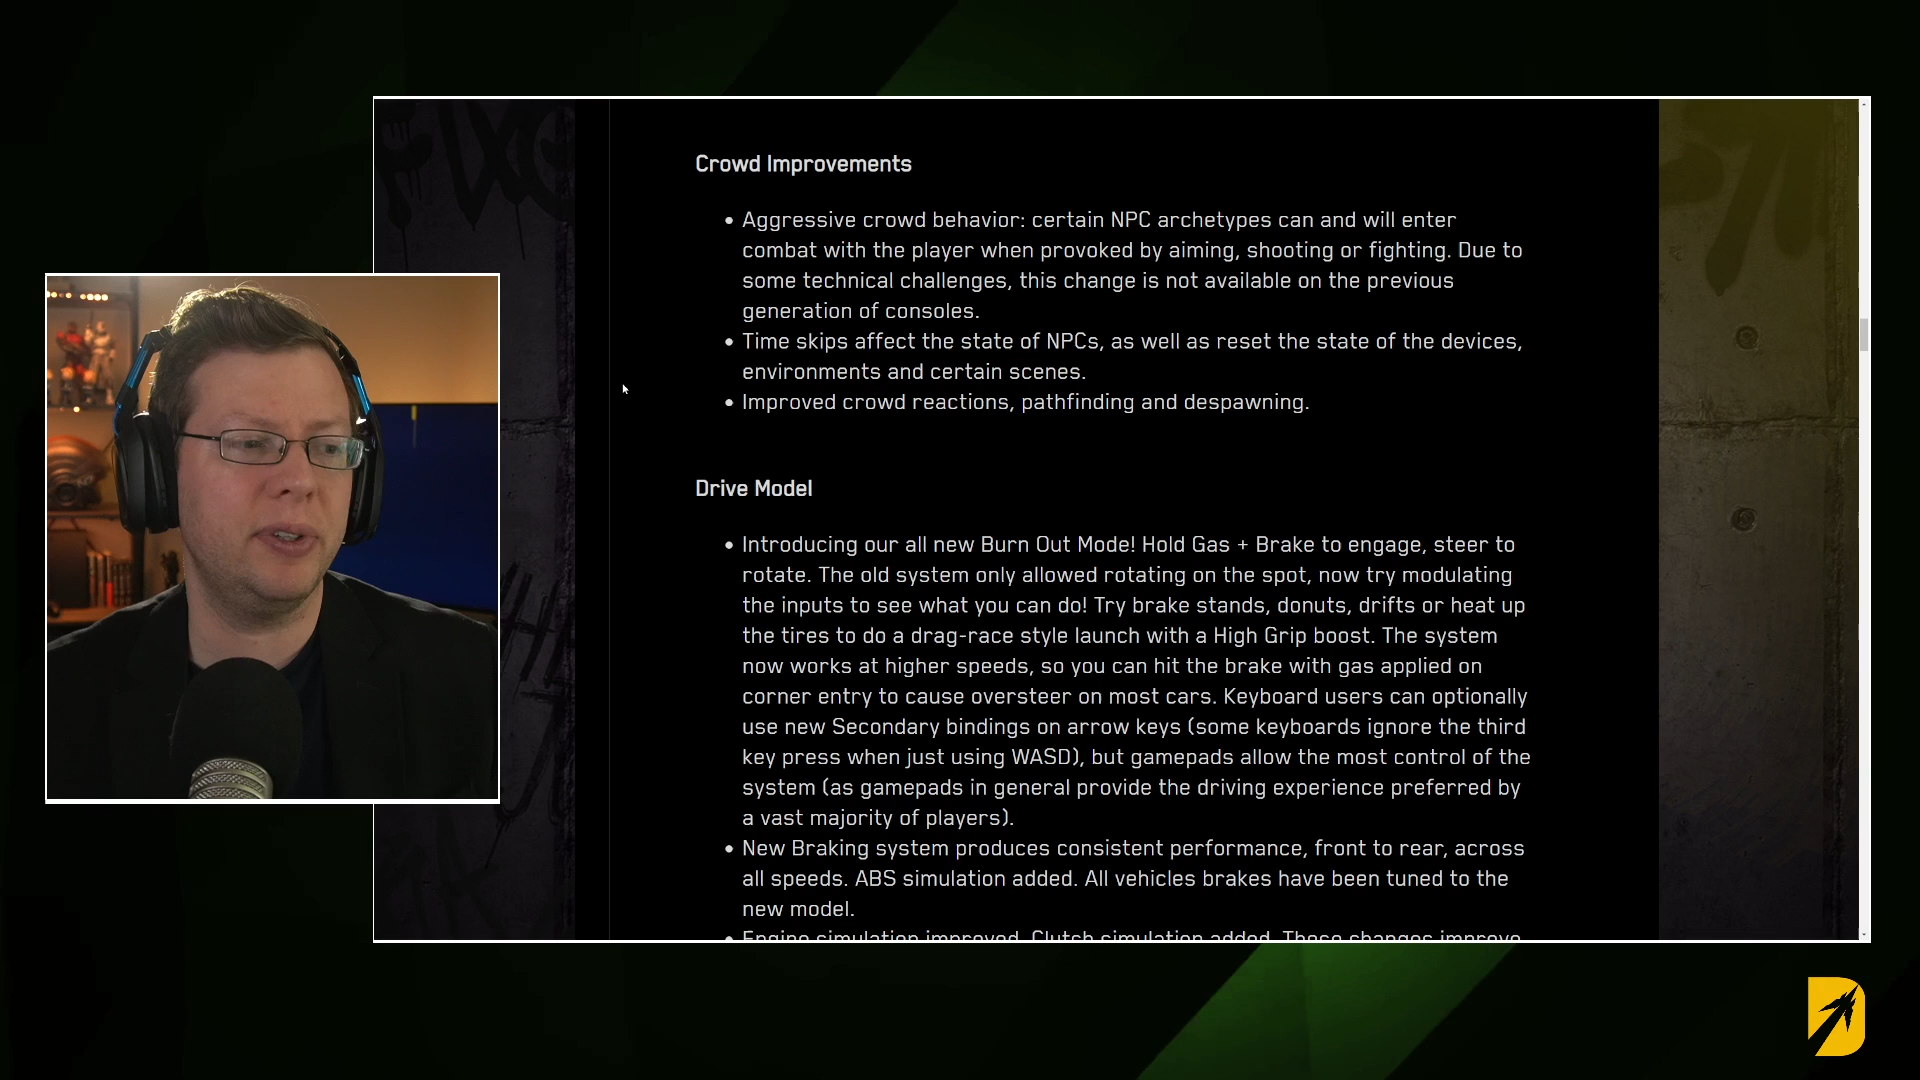 Crowd Improvements
• Aggressive crowd behavior: certain NPC archetypes can and will enter
combat with the player when provoked by aiming, shooting or fighting. Due to
some technical challenges, this change is not available on the previous
generation of consoles.
• Time skips affect the state of NPCs, as well as reset the state of the devices,
environments and certain scenes.
• Improved crowd reactions, pathfinding and despawning.
Drive Model
• Introducing our all new Burn Out Mode! Hold Gas + Brake to engage, steer to
rotate. The old system only allowed rotating on the spot, now try modulating
the inputs to see what you can do! Try brake stands, donuts, drifts or heat up
the tires to do a drag-race style launch with a High Grip boost. The system
now works at higher speeds, so you can hit the brake with gas applied on
corner entry to cause oversteer on most cars. Keyboard users can optionally
use new Secondary bindings on arrow keys (some keyboards ignore the third
key press when just using WASD), but gamepads allow the most control of the
system (as gamepads in general provide the driving experience preferred by
a vast majority of players).
• New Braking system produces consistent performance, front to rear, across
all speeds. ABS simulation added. All vehicles brakes have been tuned to the
new model.
• Engine simulation improved. Clutch simulation added. These changes improve